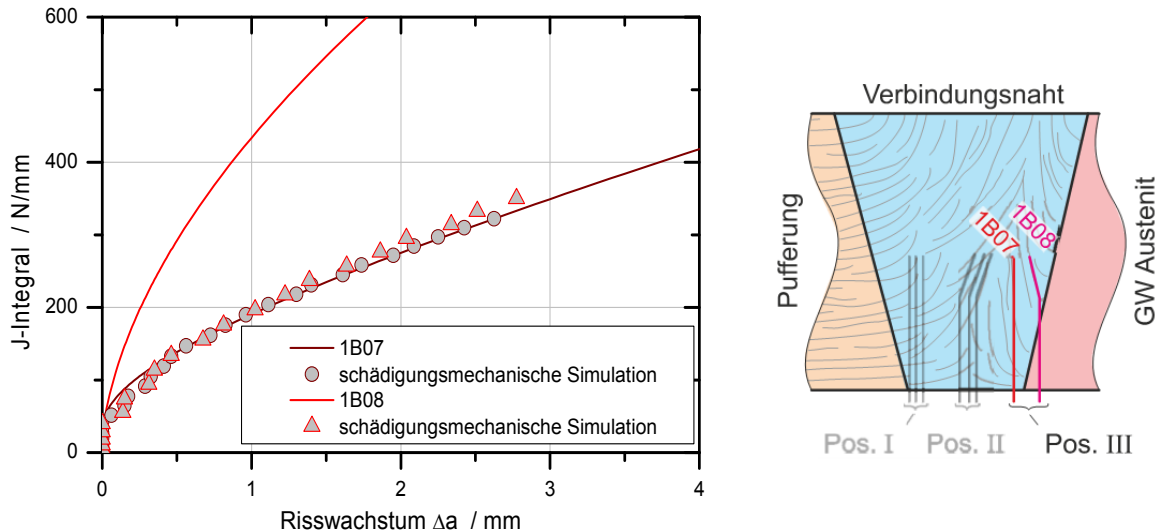 600
400
200
0
J-Integral / N/mm
0
1
2
3
4
Risswachstum Δa / mm
1B07
schädigungsmechanische Simulation
1B08
schädigungsmechanische Simulation
Verbindungsnaht
Pufferung
1B07
1B08
GW Austenit
Pos. I
Pos. II
Pos. III